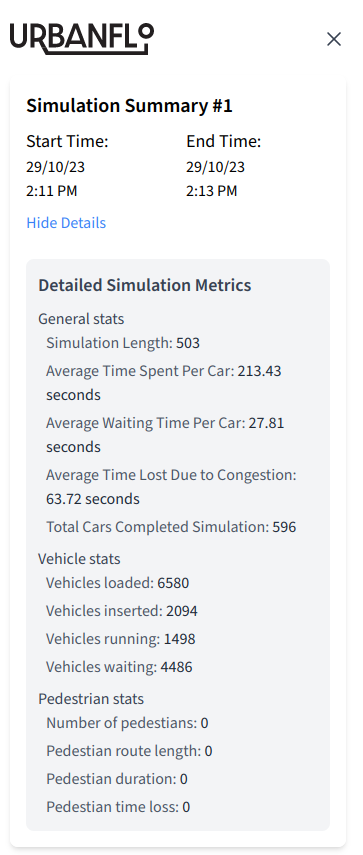 URBANFLO
Simulation Summary #1
Start Time:
29/10/23
2:11 PM
End Time:
29/10/23
2:13 PM
Hide Details
Detailed Simulation Metrics
General stats
Simulation Length: 503
Average Time Spent Per Car: 213.43
seconds
Average Waiting Time Per Car: 27.81
seconds
Average Time Lost Due to Congestion:
63.72 seconds
Total Cars Completed Simulation: 596
Vehicle stats
Vehicles loaded: 6580
Vehicles inserted: 2094
Vehicles running: 1498
Vehicles waiting: 4486
Pedestrian stats
Number of pedestians: 0
Pedestian route length: 0
Pedestian duration: 0
Pedestian time loss: 0